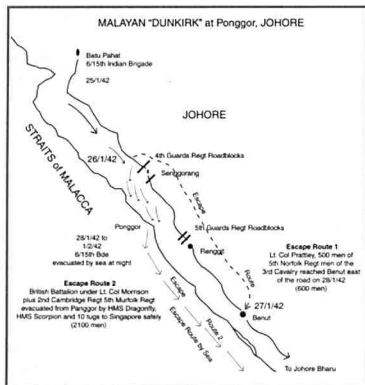 MALAYAN "DUNKIRK" at Ponggor, JOHORE
Batu Pahat
6/15th Indian Brigade
25/1/42
JOHORE
STRAITS of MALACCA
26/1/42
4th Guards Regt Roadblocks
Senggorang
Escape
Route
Ponggor
5th Guards Regt Roadblocks
28/1/42 to
1/2/42
6/15th Bde
evacuated by sea at night
Renggit
Escape Route 1
Lt. Col Prattley, 500 men of
5th Norfolk Regt men of the
3rd Cavalry reached Benut east
of the road on 28/1/42
(600 men)
Escape Route 2
British Battalion under Lt. Col Morrison
plus 2nd Cambridge Regt 5th Murfolk Regt
evacuated from Panggor by HMS Dragonfly,
HMS Scorpion and 10 tugs to Singapore safely
(2100 men)
Escape
Escape Route by Sea
Route 2
27/1/42
Benut
To Johore Bharu